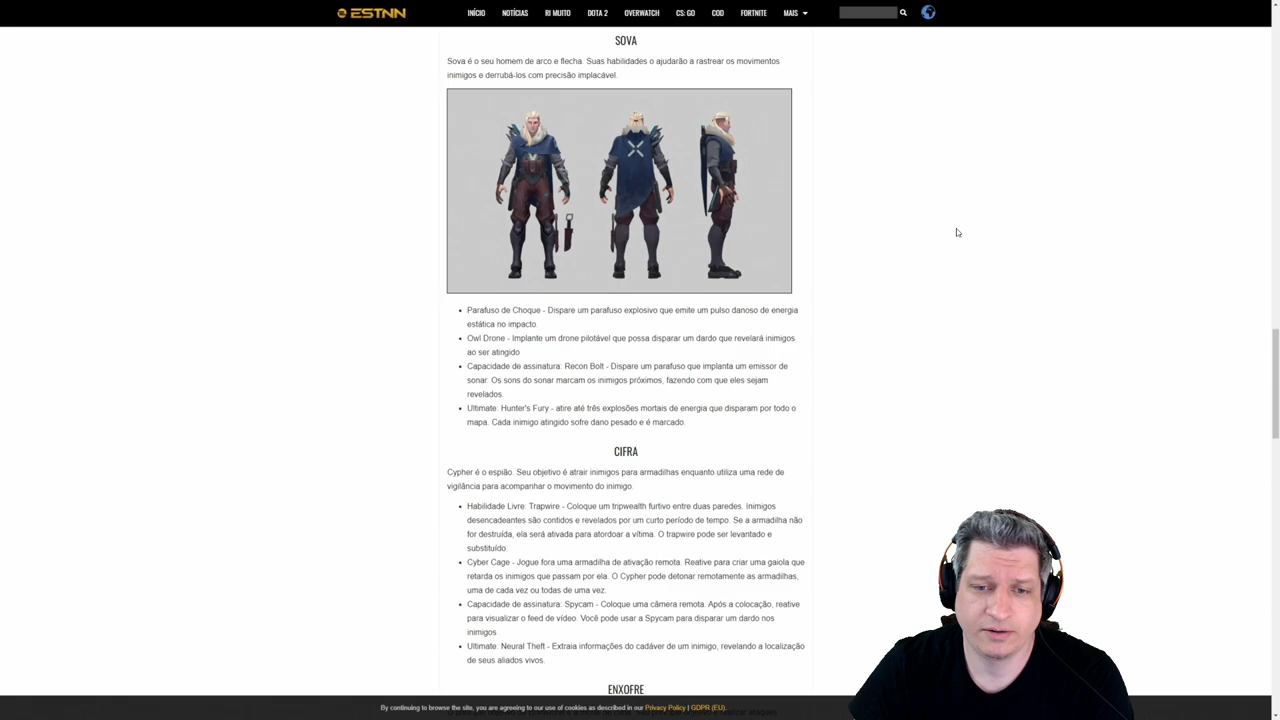 ESTNN INÍCIO NOTÍCIAS RI MUITO DOTA 2 OVERWATCH CS: GO COD FORTNITE MAIS
SOVA
Sova é o seu homem de arco e flecha. Suas habilidades o ajudarão a rastrear os movimentos
inimigos e derrubá-los com precisão implacável.
Parafuso de Choque - Dispare um parafuso explosivo que emite um pulso danoso de energia
estática no impacto.
Owl Drone - Implante um drone pilotável que possa disparar um dardo que revelará inimigos
ao ser atingido
Capacidade de assinatura: Recon Bolt - Dispare um parafuso que implanta um emissor de
sonar. Os sons do sonar marcam os inimigos próximos, fazendo com que eles sejam
revelados.
Ultimate: Hunter's Fury - atire até três explosões mortais de energia que disparam por todo o
mapa. Cada inimigo atingido sofre dano pesado e é marcado.
CIFRA
Cypher é o espião. Seu objetivo é atrair inimigos para armadilhas enquanto utiliza uma rede de
vigilância para acompanhar o movimento do inimigo.
Habilidade Livre: Trapwire - Coloque um tripwealth furtivo entre duas paredes. Inimigos
desencadeantes são contidos e revelados por um curto período de tempo. Se a armadilha não
for destruída, ela será ativada para atordoar a vítima. O trapwire pode ser levantado e
substituído.
Cyber Cage - Jogue fora uma armadilha de ativação remota. Reative para criar uma gaiola que
retarda os inimigos que passam por ela. O Cypher pode detonar remotamente as armadilhas,
uma de cada vez ou todas de uma vez.
Capacidade de assinatura: Spycam - Coloque uma câmera remota. Após a colocação, reative
para visualizar o feed de vídeo. Você pode usar a Spycam para disparar um dardo nos
inimigos
Ultimate: Neural Theft - Extraia informações do cadáver de um inimigo, revelando a localização
de seus aliados vivos.
ENXOFRE
By continuing to browse the site, you are agreeing to our use of cookies as described in our Privacy Policy | GDPR (EU).